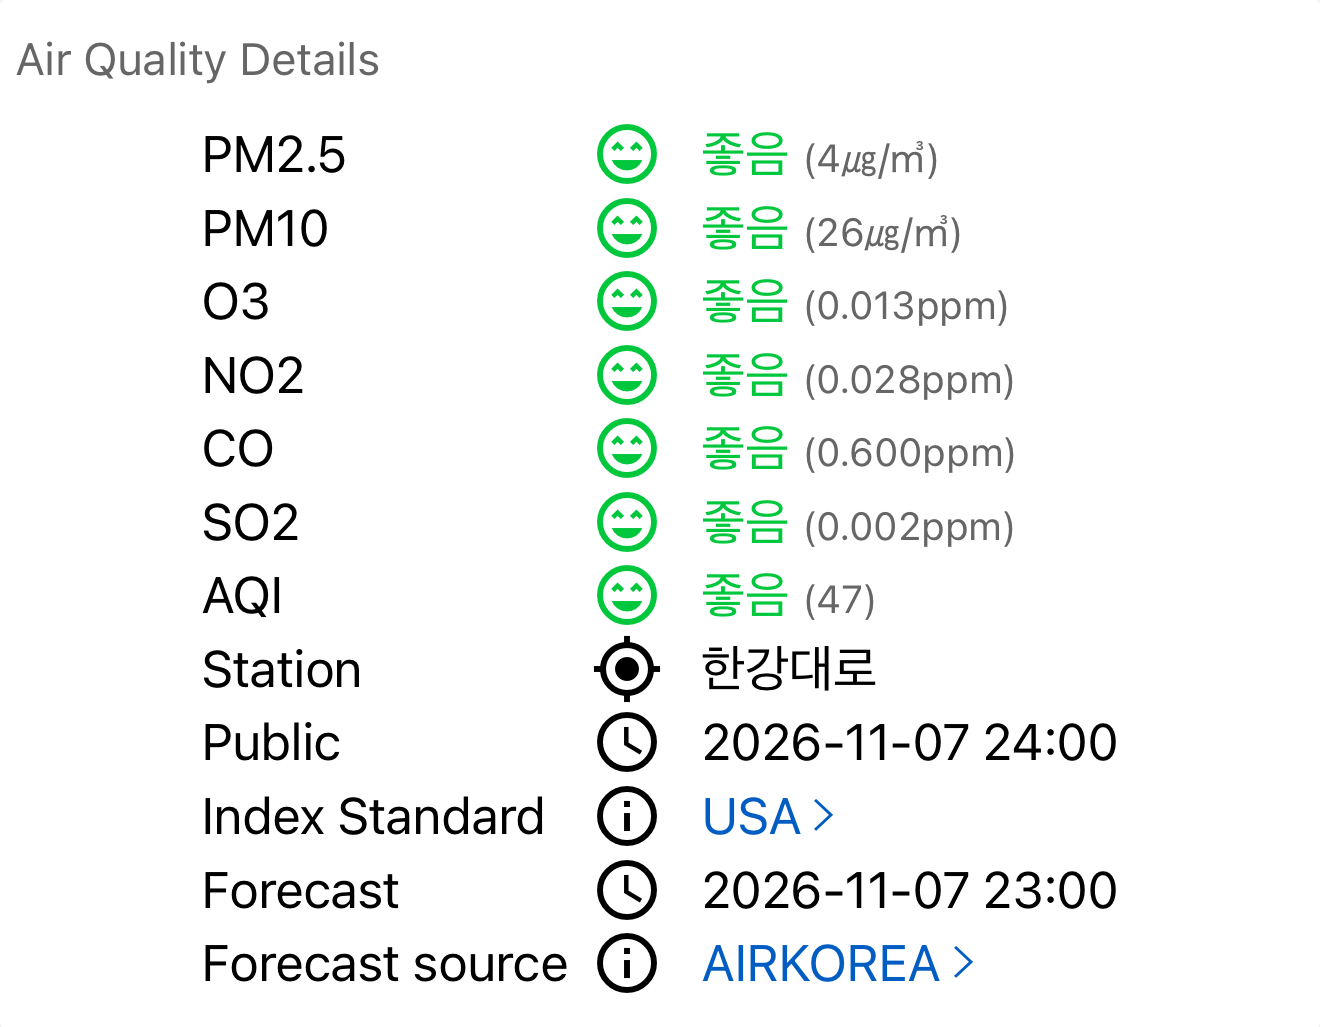 Air Quality Details
PM2.5 좋음 (4㎍/㎥)
PM10 좋음 (26㎍/㎥)
O3 좋음 (0.013ppm)
NO2 좋음 (0.028ppm)
CO 좋음 (0.600ppm)
SO2 좋음 (0.002ppm)
AQI 좋음 (47)
Station 한강대로
Public 2026-11-07 24:00
Index Standard USA >
Forecast 2026-11-07 23:00
Forecast source AIRKOREA >